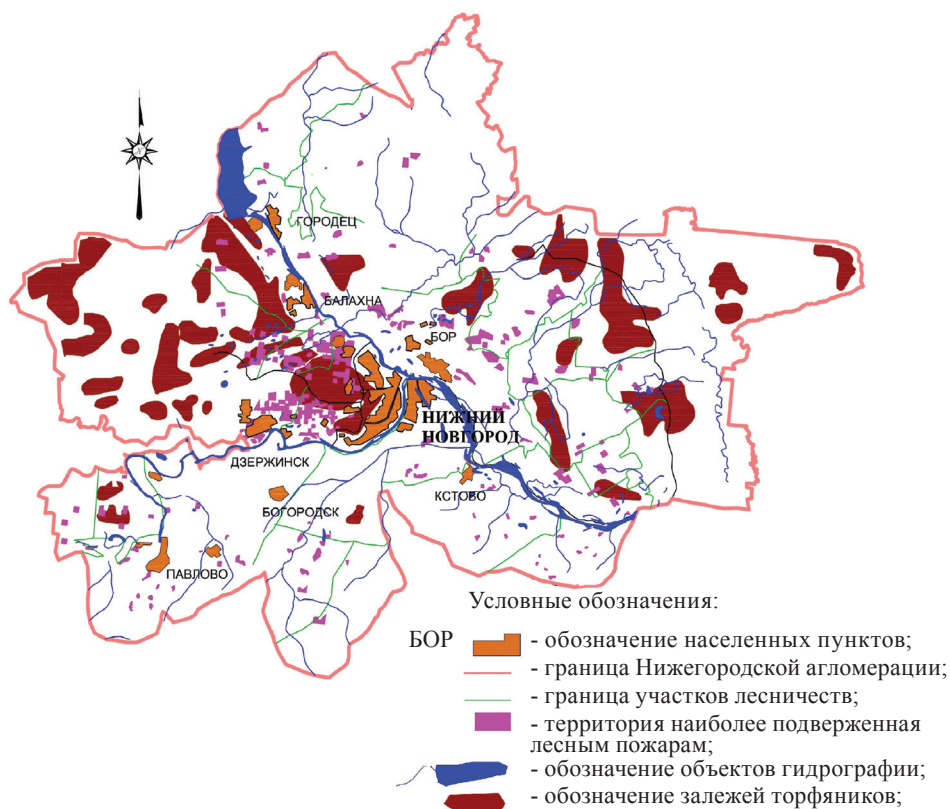 N
ГОРОДЕЦ
БАЛАХНА
БОР
НИЖНИЙ
НОВГОРОД
ДЗЕРЖИНСК
КСТОВО
БОГОРОДСК
ПАВЛОВО
Условные обозначения:
БОР - обозначение населенных пунктов;
- граница Нижегородской агломерации;
- граница участков лесничеств;
- территория наиболее подверженная
лесным пожарам;
- обозначение объектов гидрографии;
- обозначение залежей торфяников;